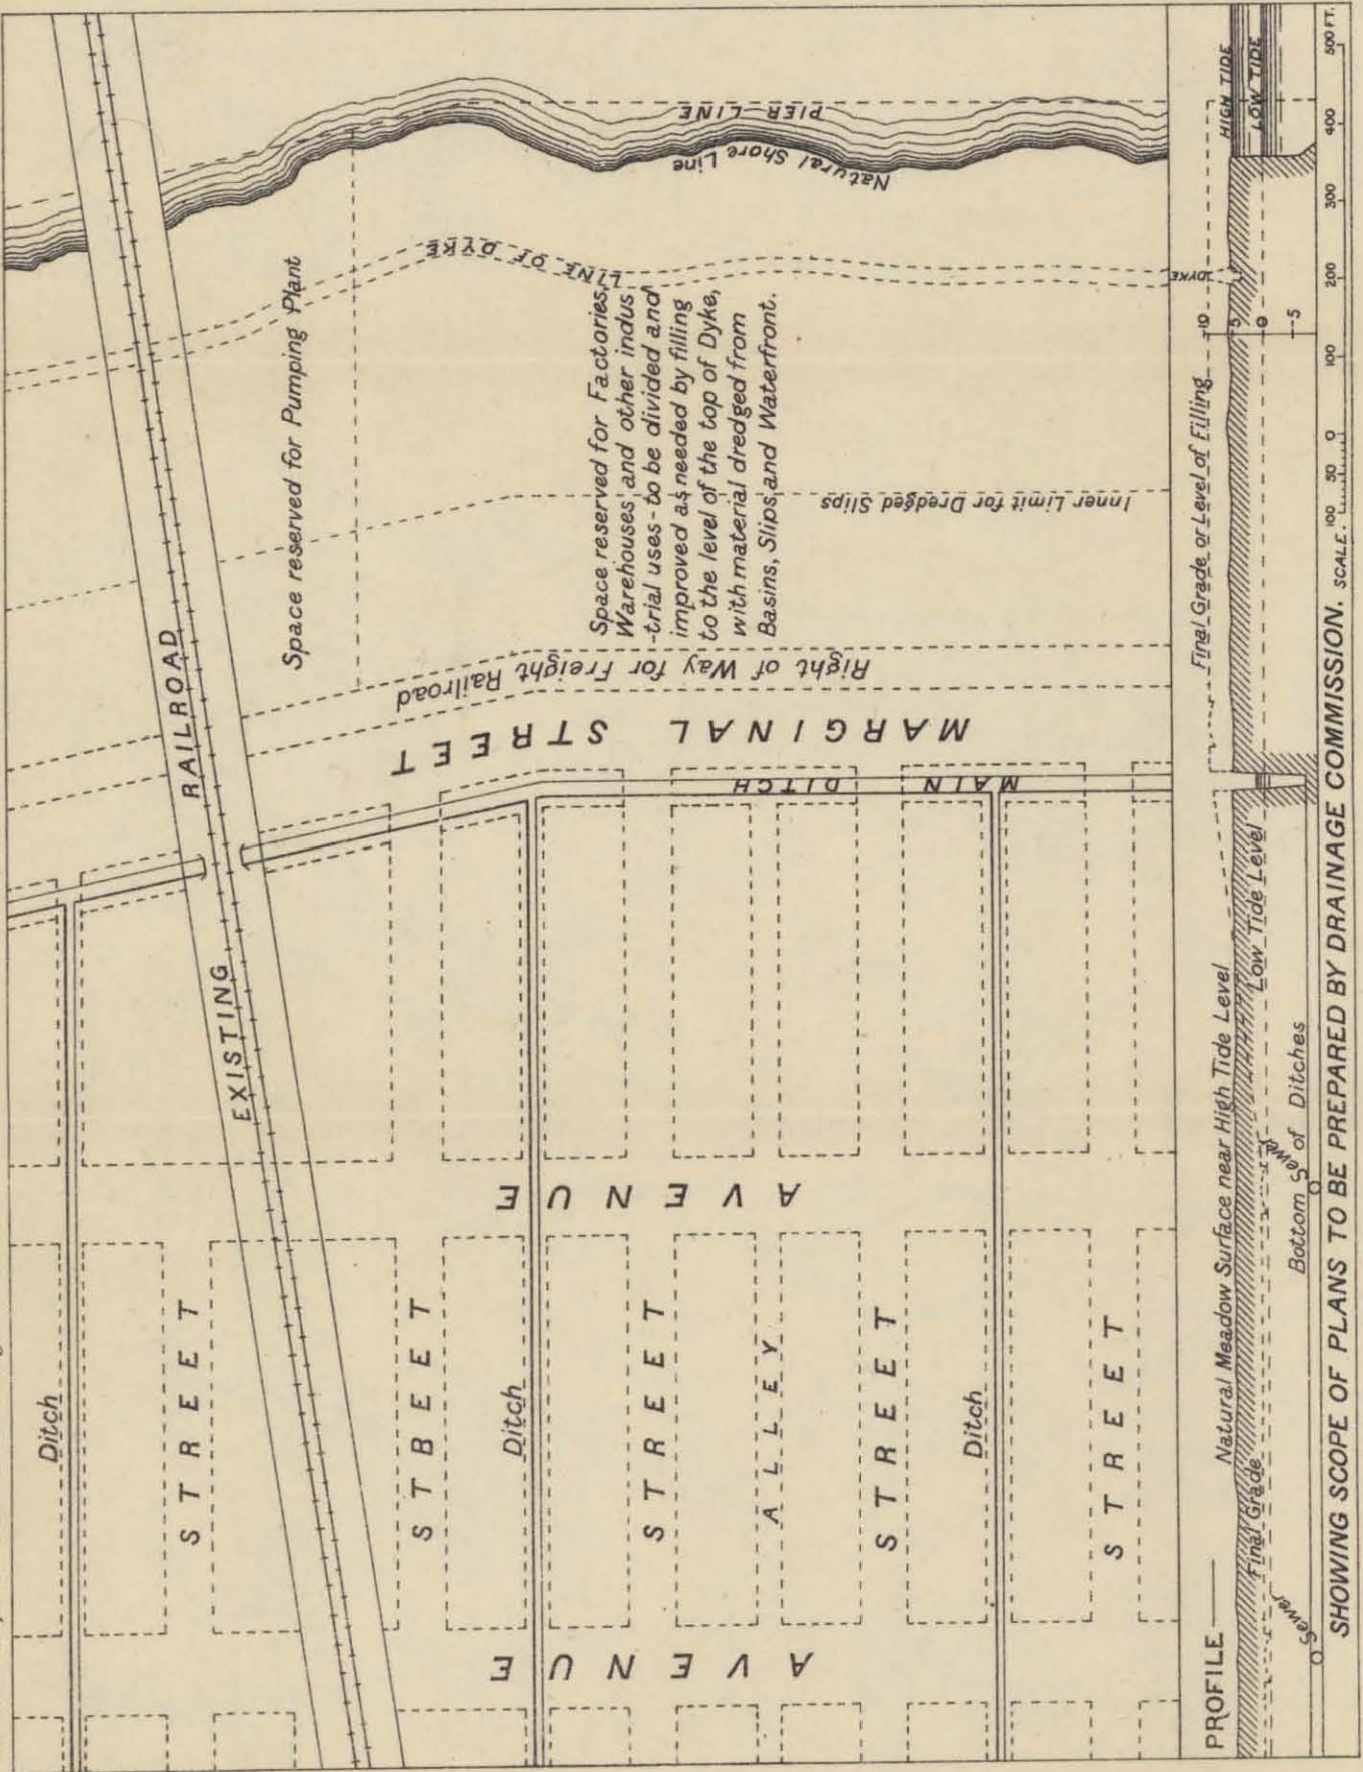 EXISTING RAILROAD
Space reserved for Pumping Plant
PIER LINE
Natural Shore Line
LINE OF DYKE
Space reserved for Factories,
Warehouses and other indus
-trial uses - to be divided and
improved as needed by filling
to the level of the top of Dyke,
with material dredged from
Basins, Slips and Waterfront.
Inner Limit for Dredged Slips
Right of Way for Freight Railroad
MARGINAL STREET
MAIN DITCH
Ditch
STREET
STBEET
Ditch
STREET
ALLEY
STREET
Ditch
STREET
AVENUE
AVENUE
PROFILE
Natural Meadow Surface near High Tide Level
Final Grade or Level of Filling
HIGH TIDE
LOW TIDE
DYKE
10
5
0
-5
Final Grade
Low Tide Level
Sewer
Sewer
Bottom of Ditches
SHOWING SCOPE OF PLANS TO BE PREPARED BY DRAINAGE COMMISSION.
SCALE.
100 50 0 100 200 300 400 500 FT.